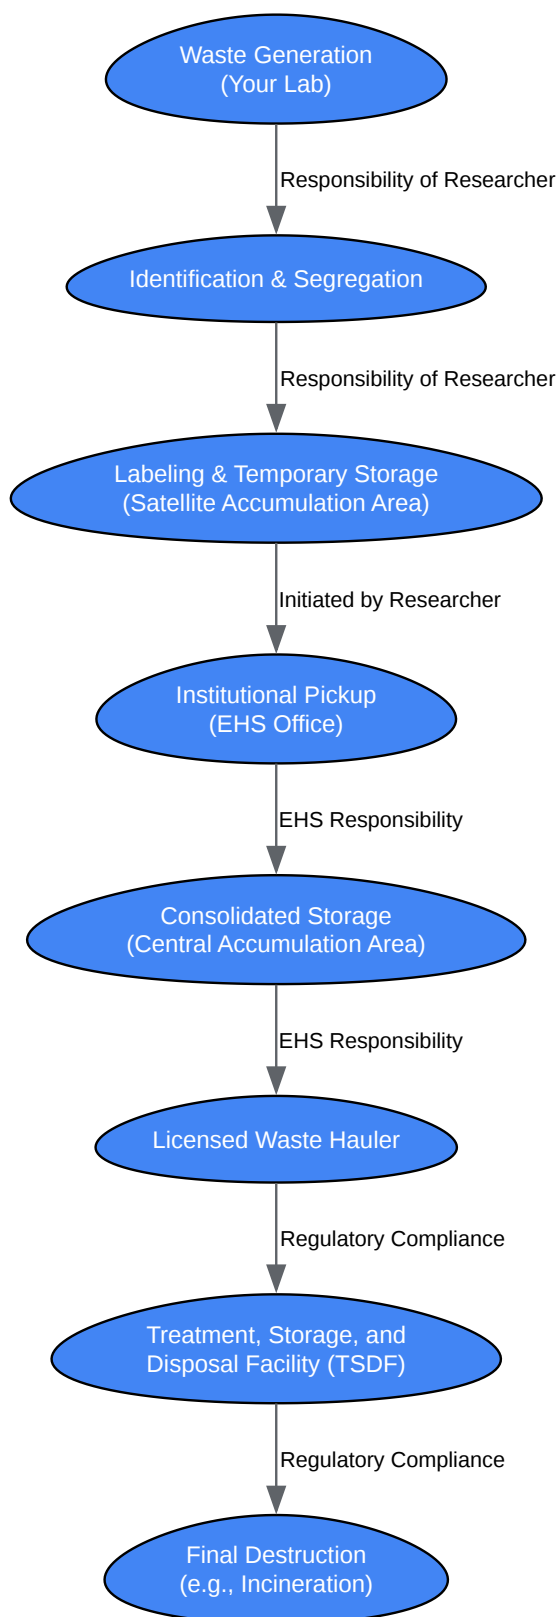 Waste Generation
(Your Lab)
Responsibility of Researcher
Identification & Segregation
Responsibility of Researcher
Labeling & Temporary Storage
(Satellite Accumulation Area)
Initiated by Researcher
Institutional Pickup
(EHS Office)
EHS Responsibility
Consolidated Storage
(Central Accumulation Area)
EHS Responsibility
Licensed Waste Hauler
Regulatory Compliance
Treatment, Storage, and
Disposal Facility (TSDF)
Regulatory Compliance
Final Destruction
(e.g., Incineration)